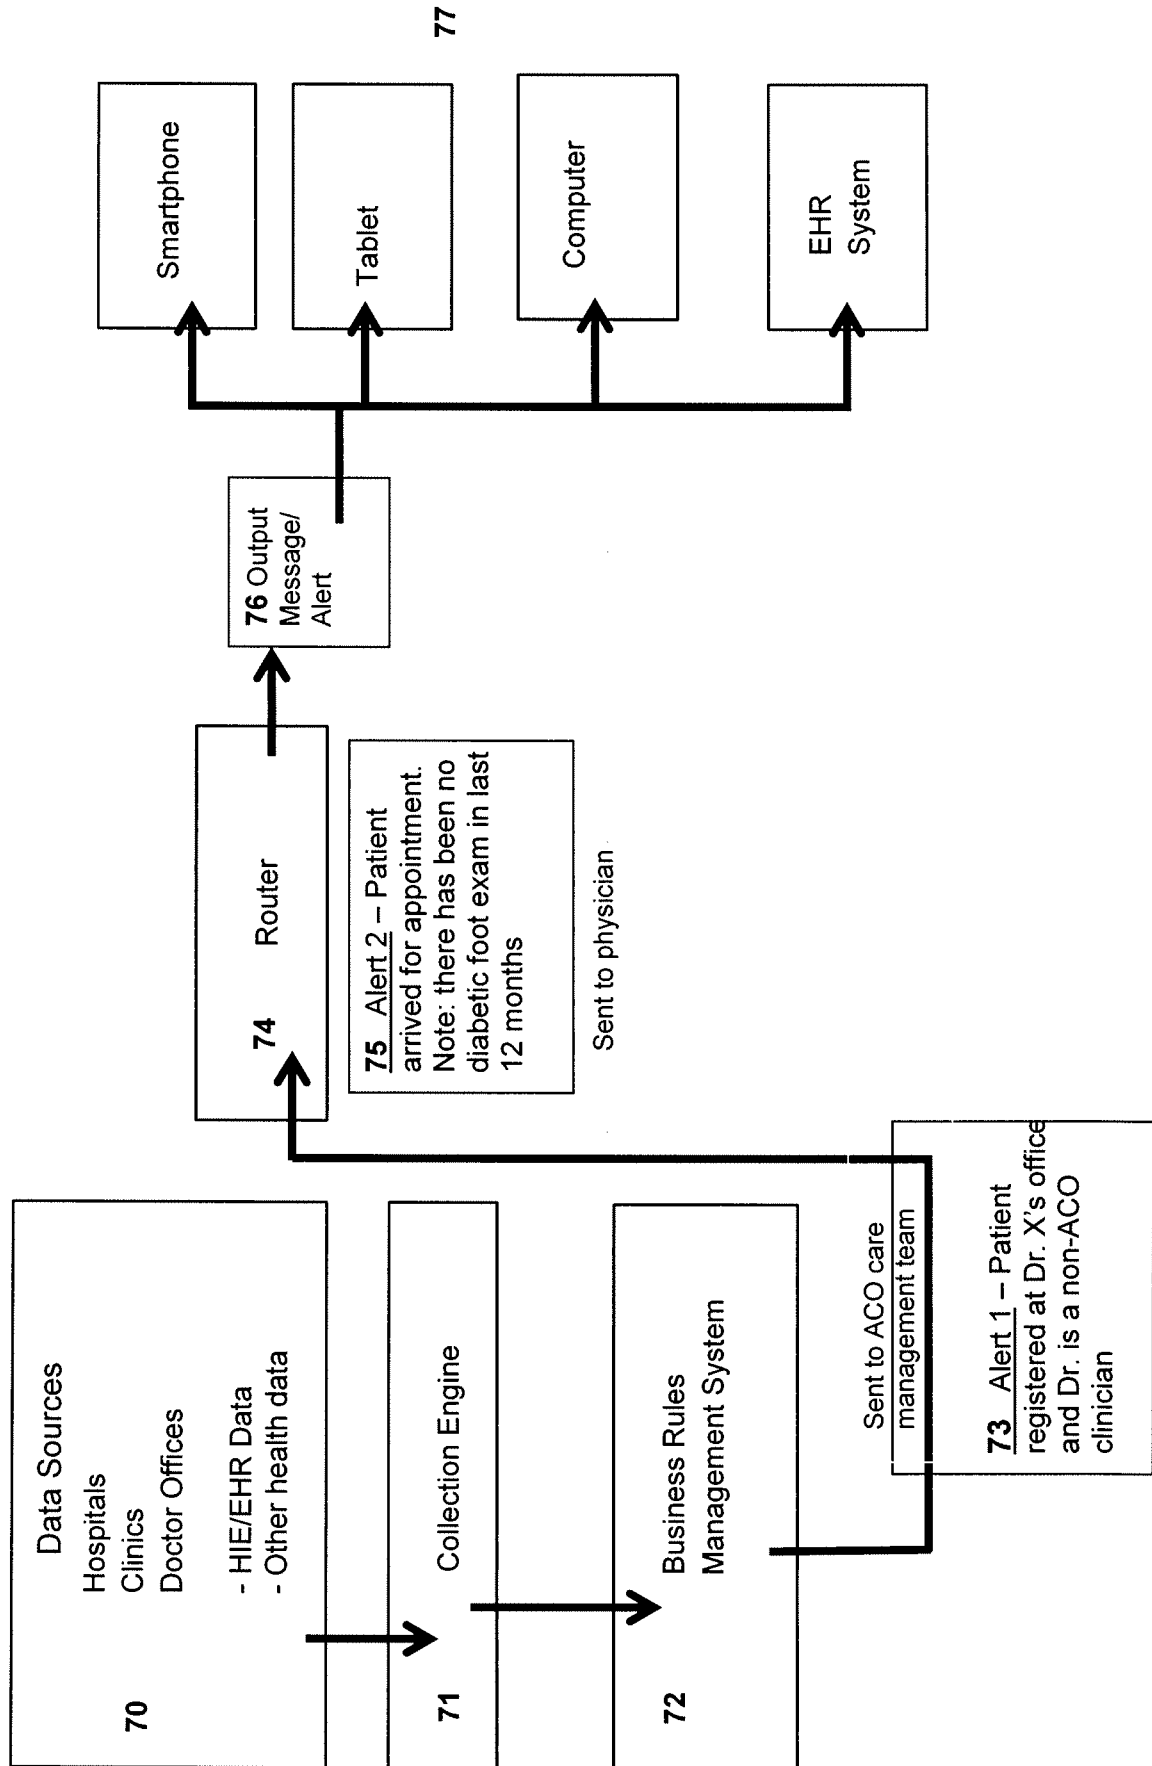 Data Sources
Hospitals
Clinics
Doctor Offices
- HIE/EHR Data
- Other health data
70
Collection Engine
71
Business Rules
Management System
72
Sent to ACO care
management team
73 Alert 1 – Patient
registered at Dr. X's office
and Dr. is a non-ACO
clinician
74 Router
75 Alert 2 – Patient
arrived for appointment.
Note: there has been no
diabetic foot exam in last
12 months
Sent to physician
76 Output
Message/
Alert
Smartphone
Tablet
Computer
EHR
System
77